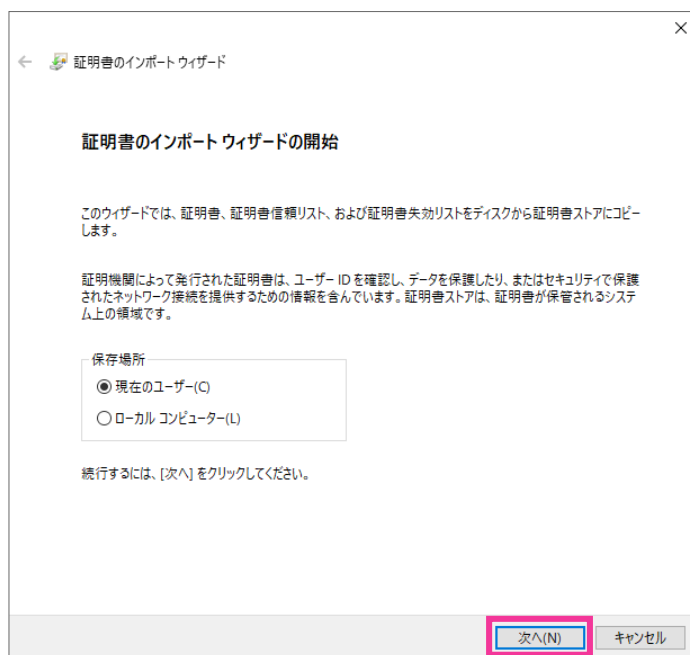 証明書のインポート ウィザード
証明書のインポート ウィザードの開始
このウィザードでは、証明書、証明書信頼リスト、および証明書失効リストをディスクから証明書ストアにコピー
します。
証明機関によって発行された証明書は、ユーザー ID を確認し、データを保護したり、またはセキュリティで保護
されたネットワーク接続を提供するための情報を含んでいます。証明書ストアは、証明書が保管されるシステ
ム上の領域です。
保存場所
現在のユーザー(C)
ローカル コンピューター(L)
続行するには、[次へ] をクリックしてください。
次へ(N)
キャンセル